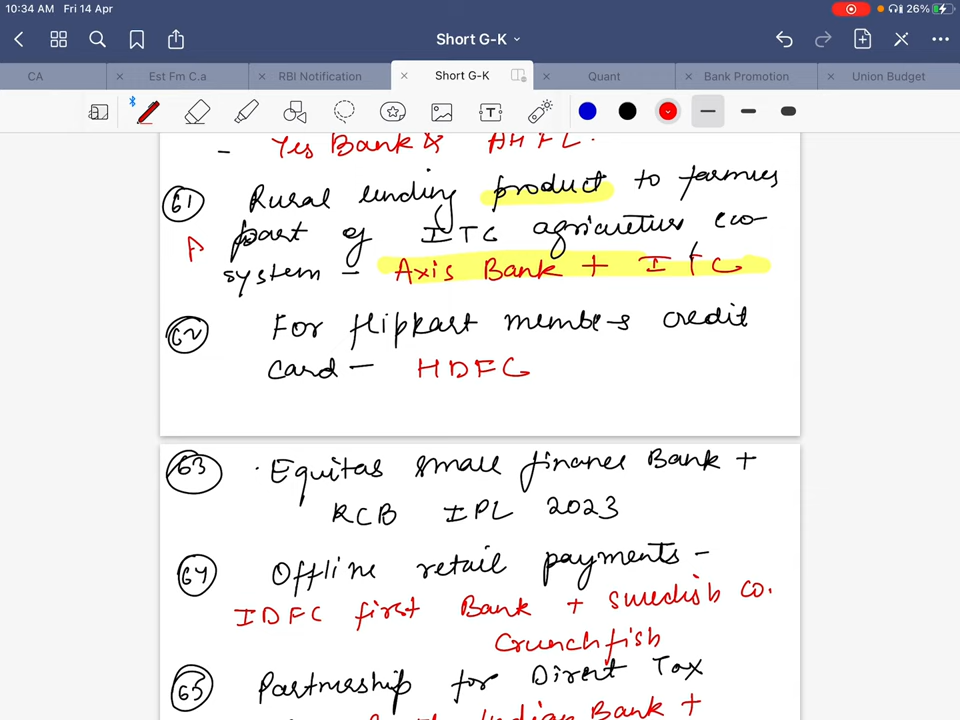 10:34 AM Fri 14 Apr 26%
Short G-K
CA Est Fm C.a RBI Notification Short G-K Quant Bank Promotion Union Budget
- Yes Bank & AHFL.
61 Rural lending product to farmers
A part of ITC agriculture eco-
system - Axis Bank + ITC
62 For flipkart members credit
card - HDFC
63 Equitas small finance Bank +
RCB IPL 2023
64 Offline retail payments -
IDFC first Bank + swedish co.
Crunchfish
65 Partnership for Direct Tax
Indian Bank +